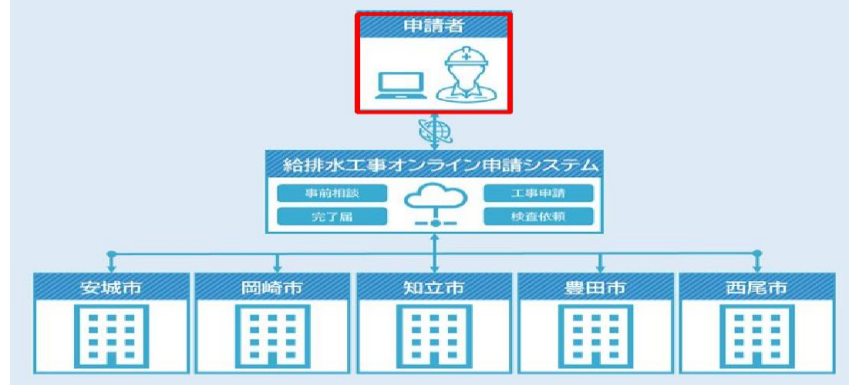 申請者
給排水工事オンライン申請システム
事前相談 工事申請
完了届 検査依頼
安城市 岡崎市 知立市 豊田市 西尾市